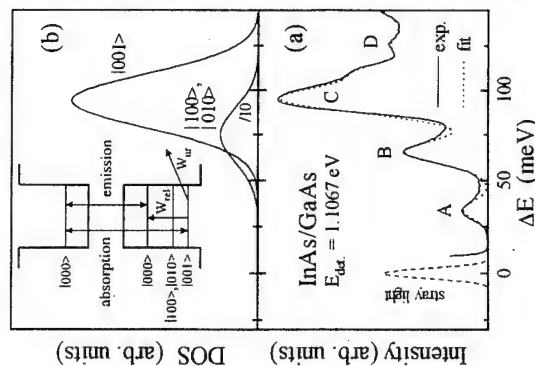 (b)
|001>
|100>,
|010>
/10
emission
absorption
W_rel
W_nr
|000>
|000>
|100>,|010>
|001>
DOS (arb. units)
(a)
InAs/GaAs
E_det. = 1.1067 eV
A
B
C
D
exp.
fit
stray light
Intensity (arb. units)
0
50
100
ΔE (meV)